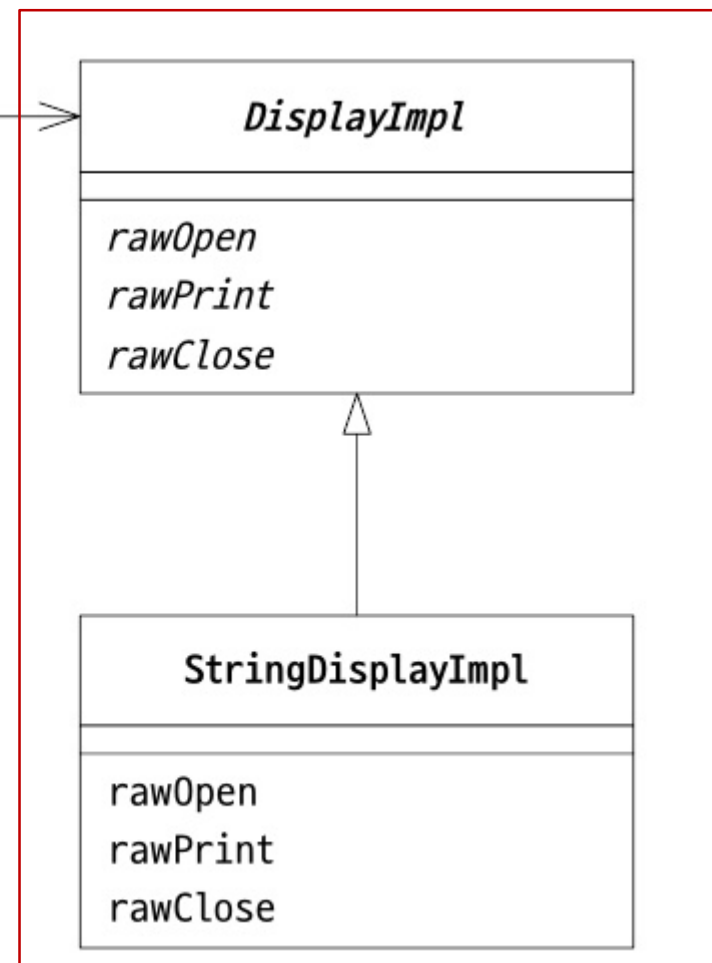 DisplayImpl
rawOpen
rawPrint
rawClose
StringDisplayImpl
rawOpen
rawPrint
rawClose